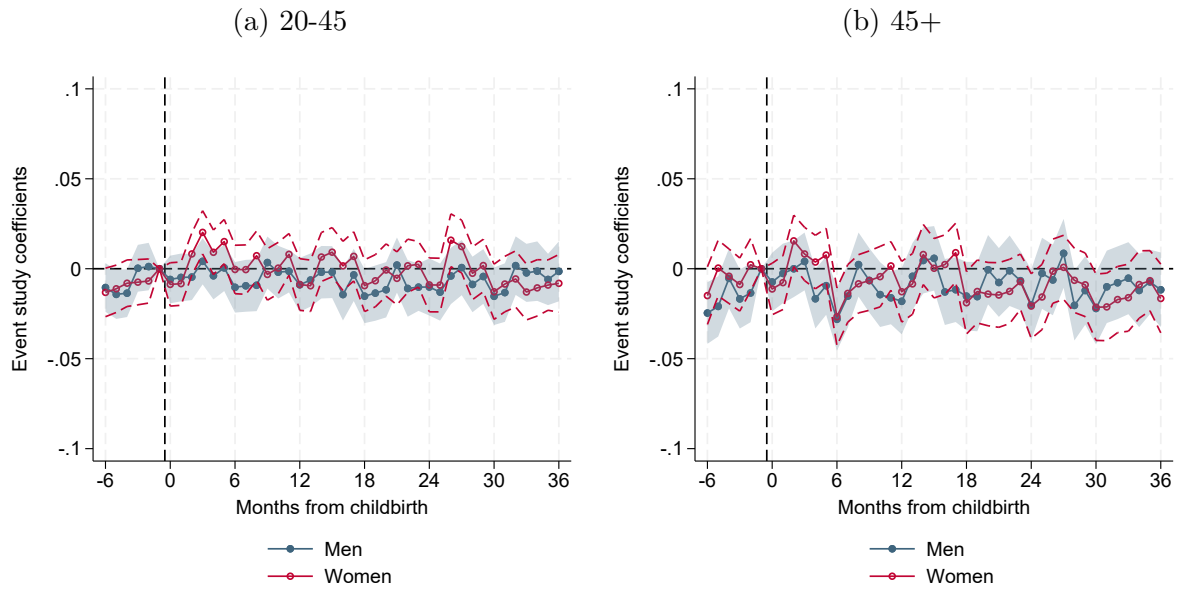 (a) 20-45
.1
.05
0
-.05
-.1
Event study coefficients
-6 0 6 12 18 24 30 36
Months from childbirth
Men
Women
(b) 45+
.1
.05
0
-.05
-.1
Event study coefficients
-6 0 6 12 18 24 30 36
Months from childbirth
Men
Women